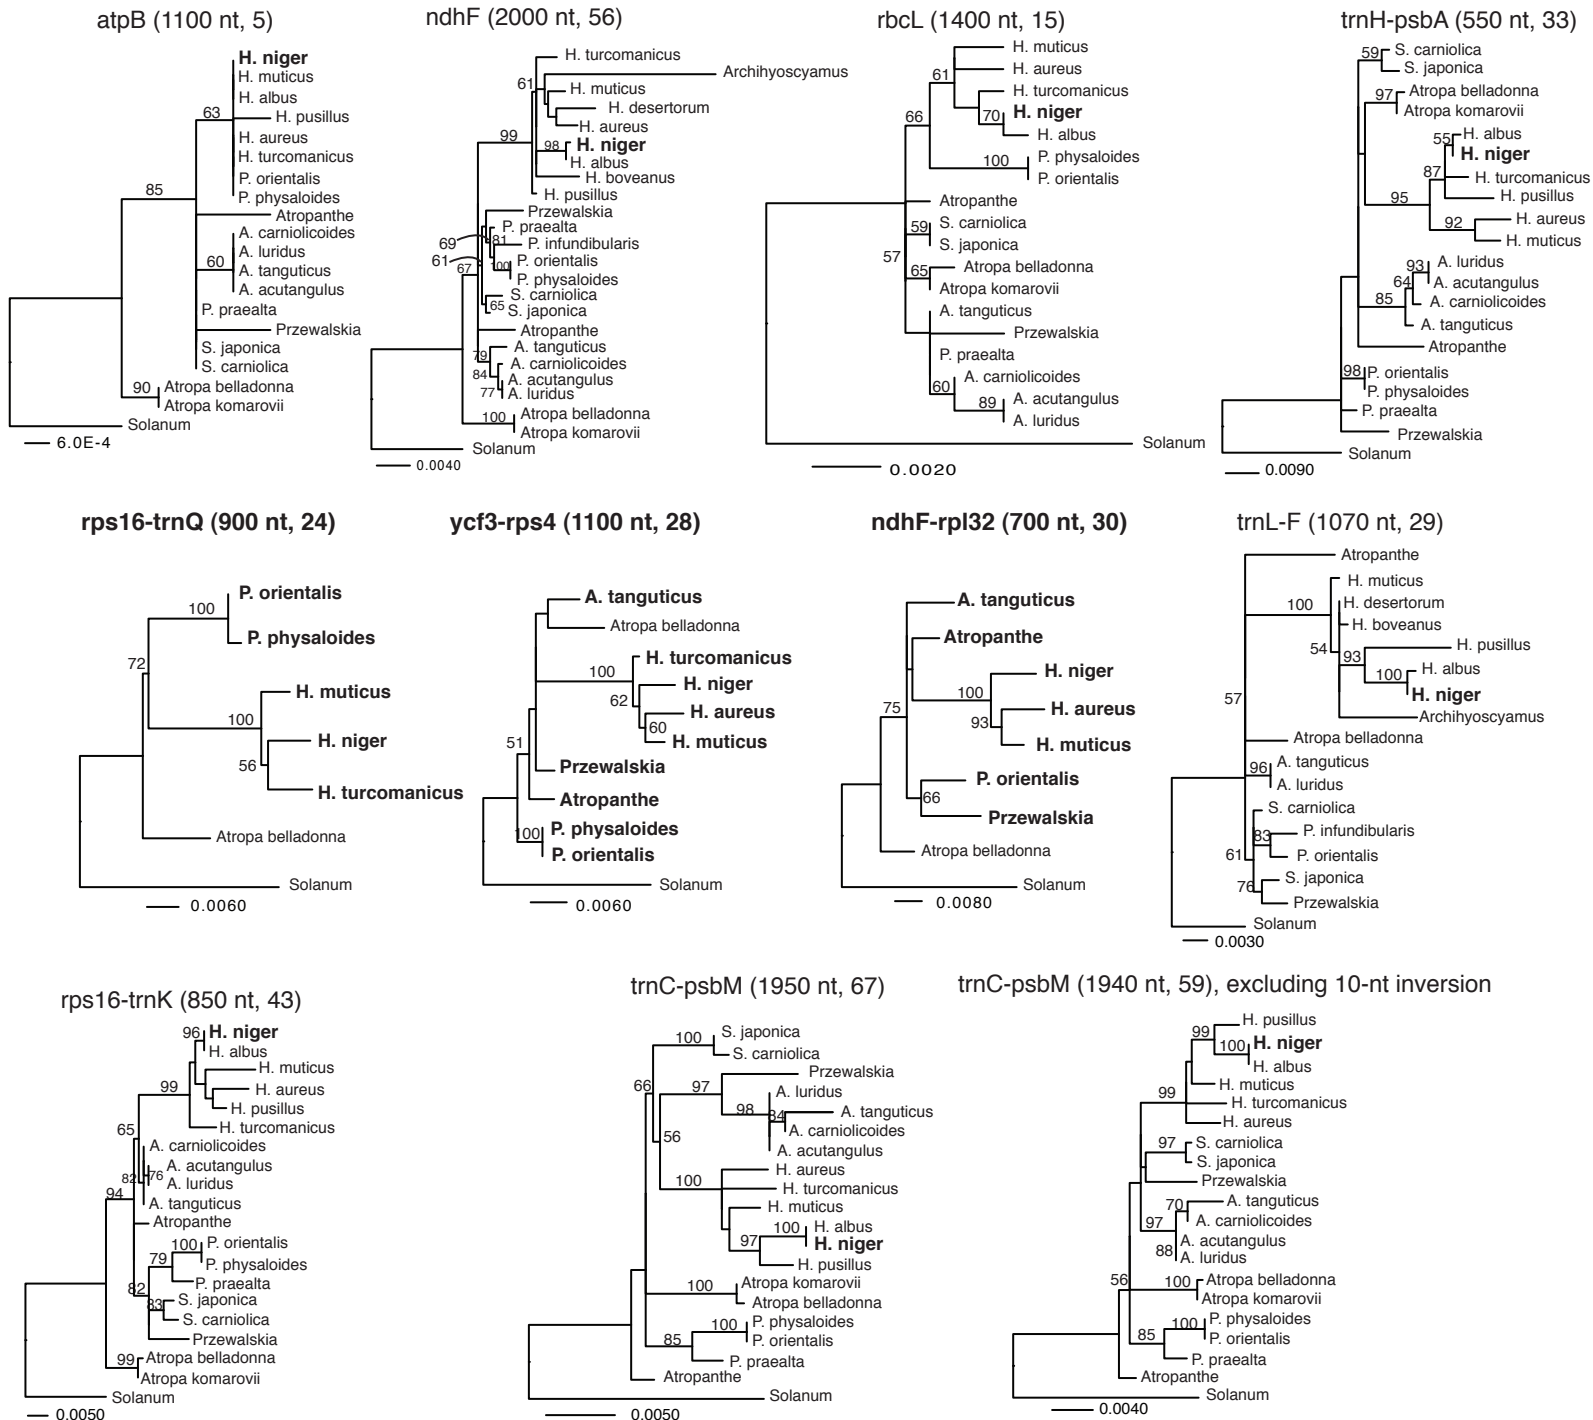 atpB (1100 nt, 5)
H. niger
H. muticus
H. albus
63
H. pusillus
H. aureus
H. turcomanicus
P. orientalis
85
P. physaloides
Atropanthe
A. carniolicoides
A. luridus
60
A. tanguticus
A. acutangulus
P. praealta
Przewalskia
S. japonica
S. carniolica
90
Atropa belladonna
Atropa komarovii
Solanum
6.0E-4
ndhF (2000 nt, 56)
H. turcomanicus
Archihyoscyamus
61
H. muticus
H. desertorum
H. aureus
99
98
H. niger
H. albus
H. boveanus
H. pusillus
Przewalskia
P. praealta
69
81
P. infundibularis
61
P. orientalis
67
100
P. physaloides
S. carniolica
65
S. japonica
Atropanthe
A. tanguticus
79
A. carniolicoides
84
A. acutangulus
77
A. luridus
100
Atropa belladonna
Atropa komarovii
Solanum
0.0040
rbcL (1400 nt, 15)
H. muticus
61
H. aureus
H. turcomanicus
66
70
H. niger
H. albus
100
P. physaloides
P. orientalis
Atropanthe
59
S. carniolica
S. japonica
57
65
Atropa belladonna
Atropa komarovii
A. tanguticus
Przewalskia
P. praealta
60
A. carniolicoides
89
A. acutangulus
A. luridus
Solanum
0.0020
trnH-psbA (550 nt, 33)
59
S. carniolica
S. japonica
97
Atropa belladonna
Atropa komarovii
55
H. albus
H. niger
87
H. turcomanicus
95
H. pusillus
92
H. aureus
H. muticus
93
A. luridus
64
A. acutangulus
85
A. carniolicoides
A. tanguticus
Atropanthe
98
P. orientalis
P. physaloides
P. praealta
Przewalskia
Solanum
0.0090
rps16-trnQ (900 nt, 24)
100
P. orientalis
P. physaloides
72
H. muticus
100
H. niger
56
H. turcomanicus
Atropa belladonna
Solanum
0.0060
ycf3-rps4 (1100 nt, 28)
A. tanguticus
Atropa belladonna
100
H. turcomanicus
62
H. niger
H. aureus
60
H. muticus
51
Przewalskia
Atropanthe
100
P. physaloides
P. orientalis
Solanum
0.0060
ndhF-rpl32 (700 nt, 30)
A. tanguticus
Atropanthe
H. niger
100
75
93
H. aureus
H. muticus
P. orientalis
66
Przewalskia
Atropa belladonna
Solanum
0.0080
trnL-F (1070 nt, 29)
Atropanthe
H. muticus
100
H. desertorum
H. boveanus
54
H. pusillus
93
H. albus
100
H. niger
57
Archihyoscyamus
Atropa belladonna
96
A. tanguticus
A. luridus
S. carniolica
83
P. infundibularis
61
P. orientalis
76
S. japonica
Przewalskia
Solanum
0.0030
rps16-trnK (850 nt, 43)
96
H. niger
H. albus
H. muticus
99
H. aureus
H. pusillus
65
H. turcomanicus
A. carniolicoides
A. acutangulus
82
76
A. luridus
94
A. tanguticus
Atropanthe
100
P. orientalis
79
P. physaloides
82
P. praealta
83
S. japonica
S. carniolica
Przewalskia
99
Atropa belladonna
Atropa komarovii
Solanum
0.0050
trnC-psbM (1950 nt, 67)
100
S. japonica
S. carniolica
66
97
Przewalskia
A. luridus
98
84
A. tanguticus
A. carniolicoides
56
A. acutangulus
H. aureus
100
H. turcomanicus
H. muticus
100
H. albus
97
H. niger
H. pusillus
100
Atropa komarovii
Atropa belladonna
100
P. physaloides
85
P. orientalis
P. praealta
Atropanthe
Solanum
0.0050
trnC-psbM (1940 nt, 59), excluding 10-nt inversion
99
H. pusillus
100
H. niger
H. albus
99
H. muticus
H. turcomanicus
H. aureus
97
S. carniolica
S. japonica
Przewalskia
70
A. tanguticus
97
A. carniolicoides
88
A. acutangulus
A. luridus
56
100
Atropa belladonna
Atropa komarovii
100
P. physaloides
85
P. orientalis
P. praealta
Atropanthe
Solanum
0.0040